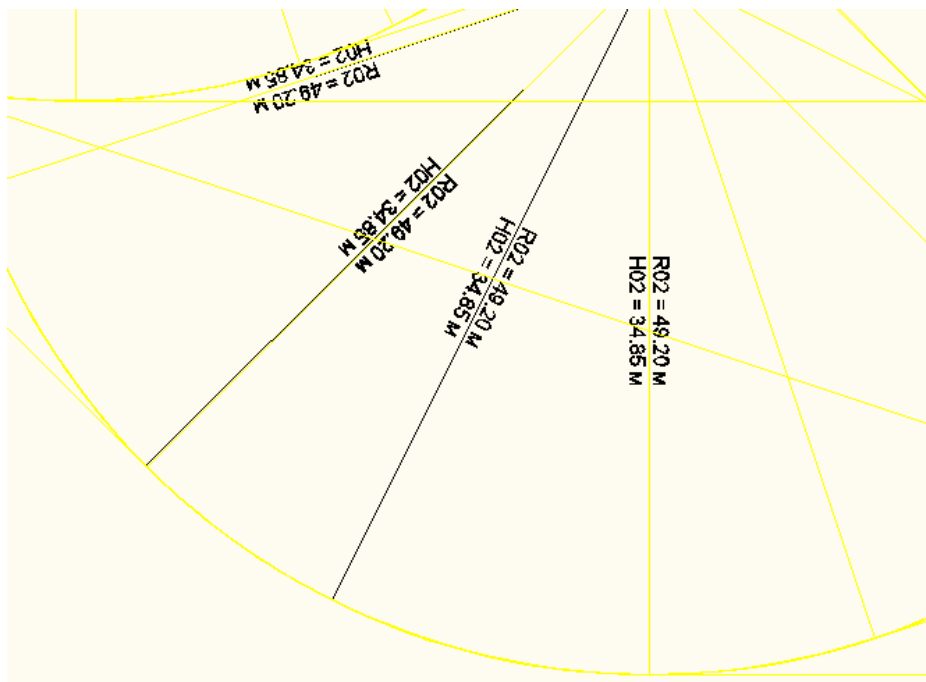 H02 = 34.85 м
R02 = 49.20 м
R02 = 49.20 м
H02 = 34.85 м
R02 = 49.20 м
H02 = 34.85 м
R02 = 49.20 м
H02 = 34.85 м